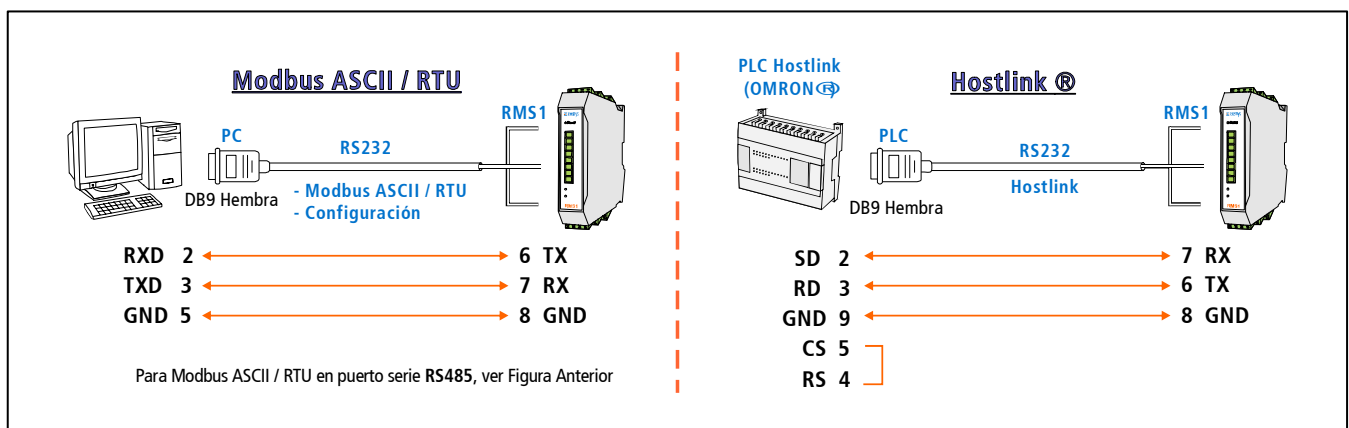 Modbus ASCII / RTU
RMS1
PC
RS232
DB9 Hembra
- Modbus ASCII / RTU
- Configuración
RXD 2 6 TX
TXD 3 7 RX
GND 5 8 GND
Para Modbus ASCII / RTU en puerto serie RS485, ver Figura Anterior
PLC Hostlink
(OMRON®)
Hostlink ®
RMS1
PLC
RS232
Hostlink
DB9 Hembra
SD 2 7 RX
RD 3 6 TX
GND 9 8 GND
CS 5
RS 4